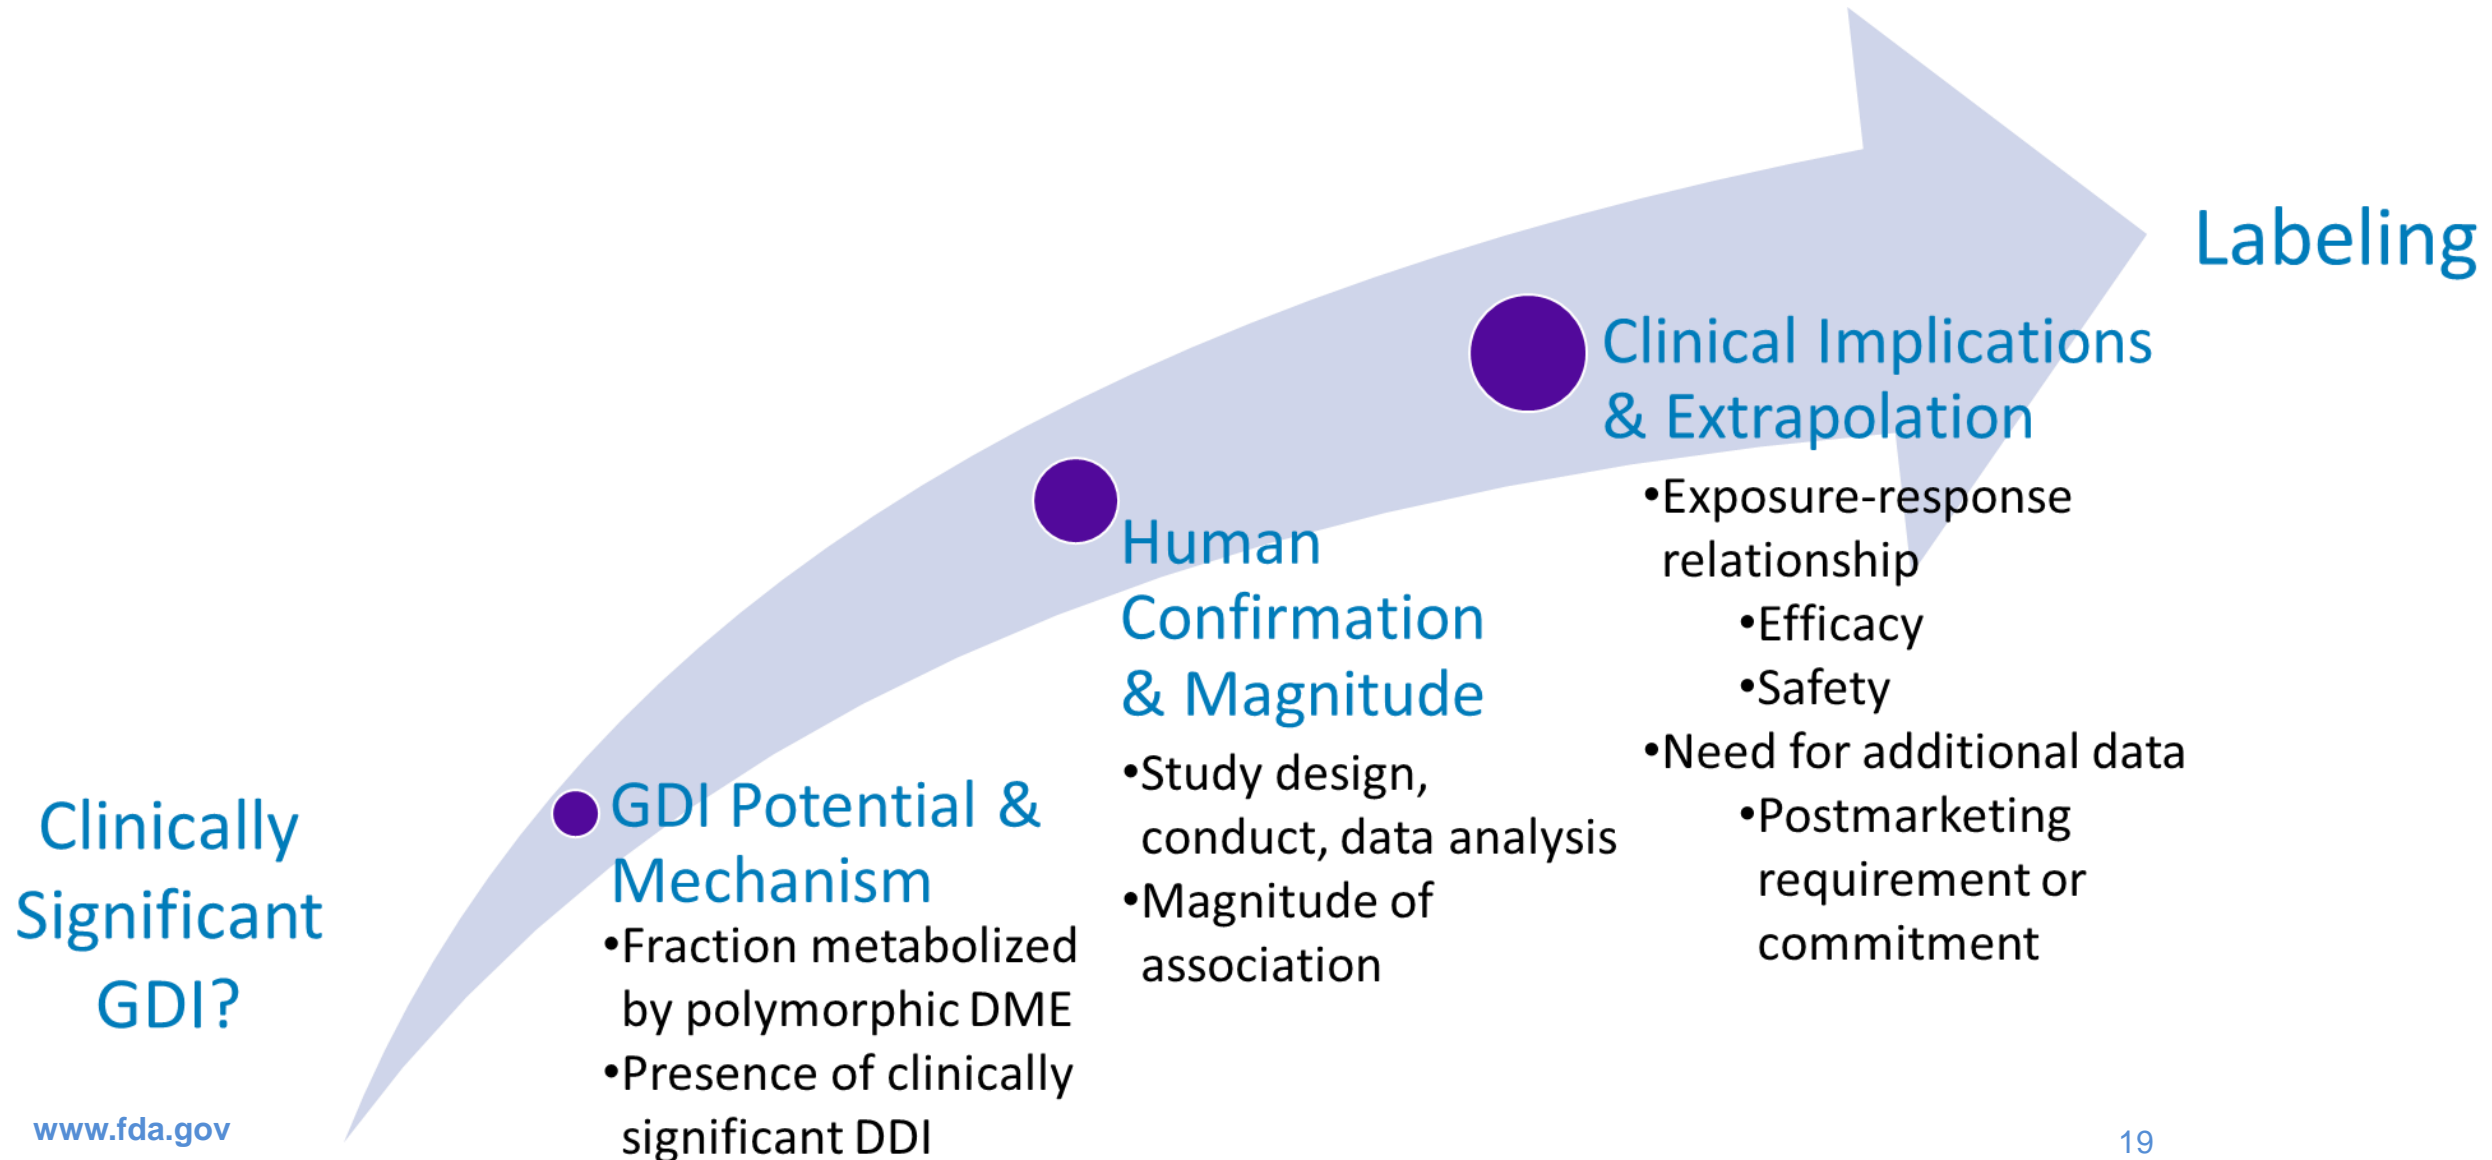 Clinically
Significant
GDI?
GDI Potential &
Mechanism
•Fraction metabolized
by polymorphic DME
•Presence of clinically
significant DDI
Human
Confirmation
& Magnitude
•Study design,
conduct, data analysis
•Magnitude of
association
Clinical Implications
& Extrapolation
•Exposure-response
relationship
•Efficacy
•Safety
•Need for additional data
•Postmarketing
requirement or
commitment
Labeling
www.fda.gov
19